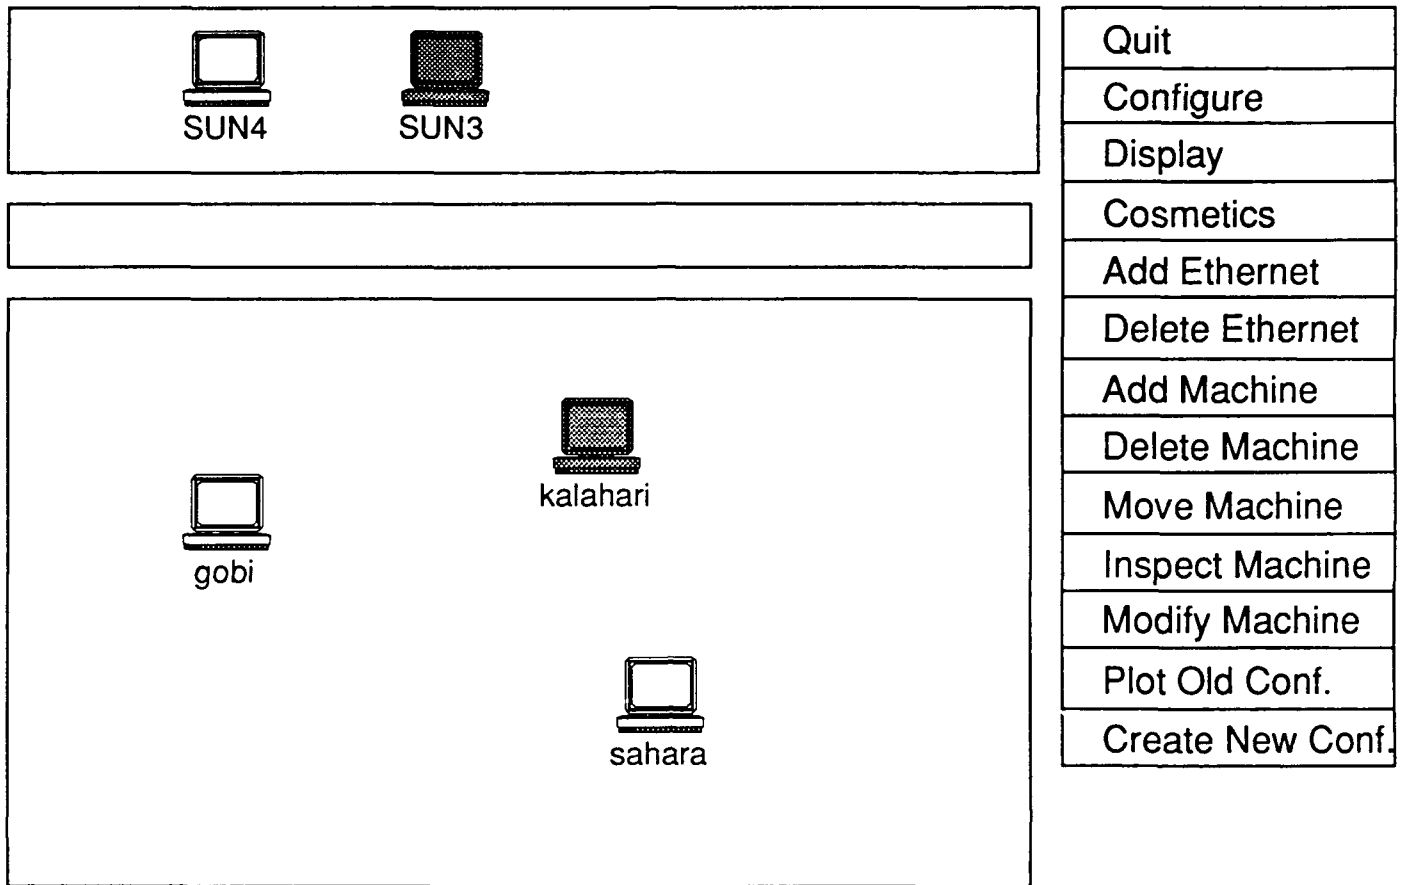 SUN4
SUN3
kalahari
gobi
sahara
Quit
Configure
Display
Cosmetics
Add Ethernet
Delete Ethernet
Add Machine
Delete Machine
Move Machine
Inspect Machine
Modify Machine
Plot Old Conf.
Create New Conf.